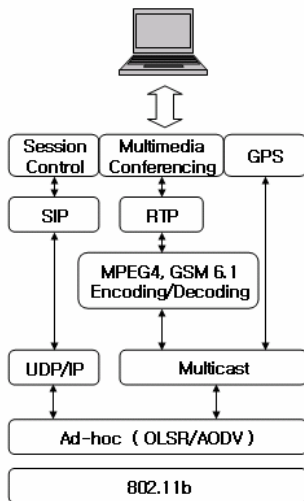 Session
Control
Multimedia
Conferencing
GPS
SIP
RTP
MPEG4, GSM 6.1
Encoding/Decoding
UDP/IP
Multicast
Ad-hoc ( OLSR/AODV )
802.11b